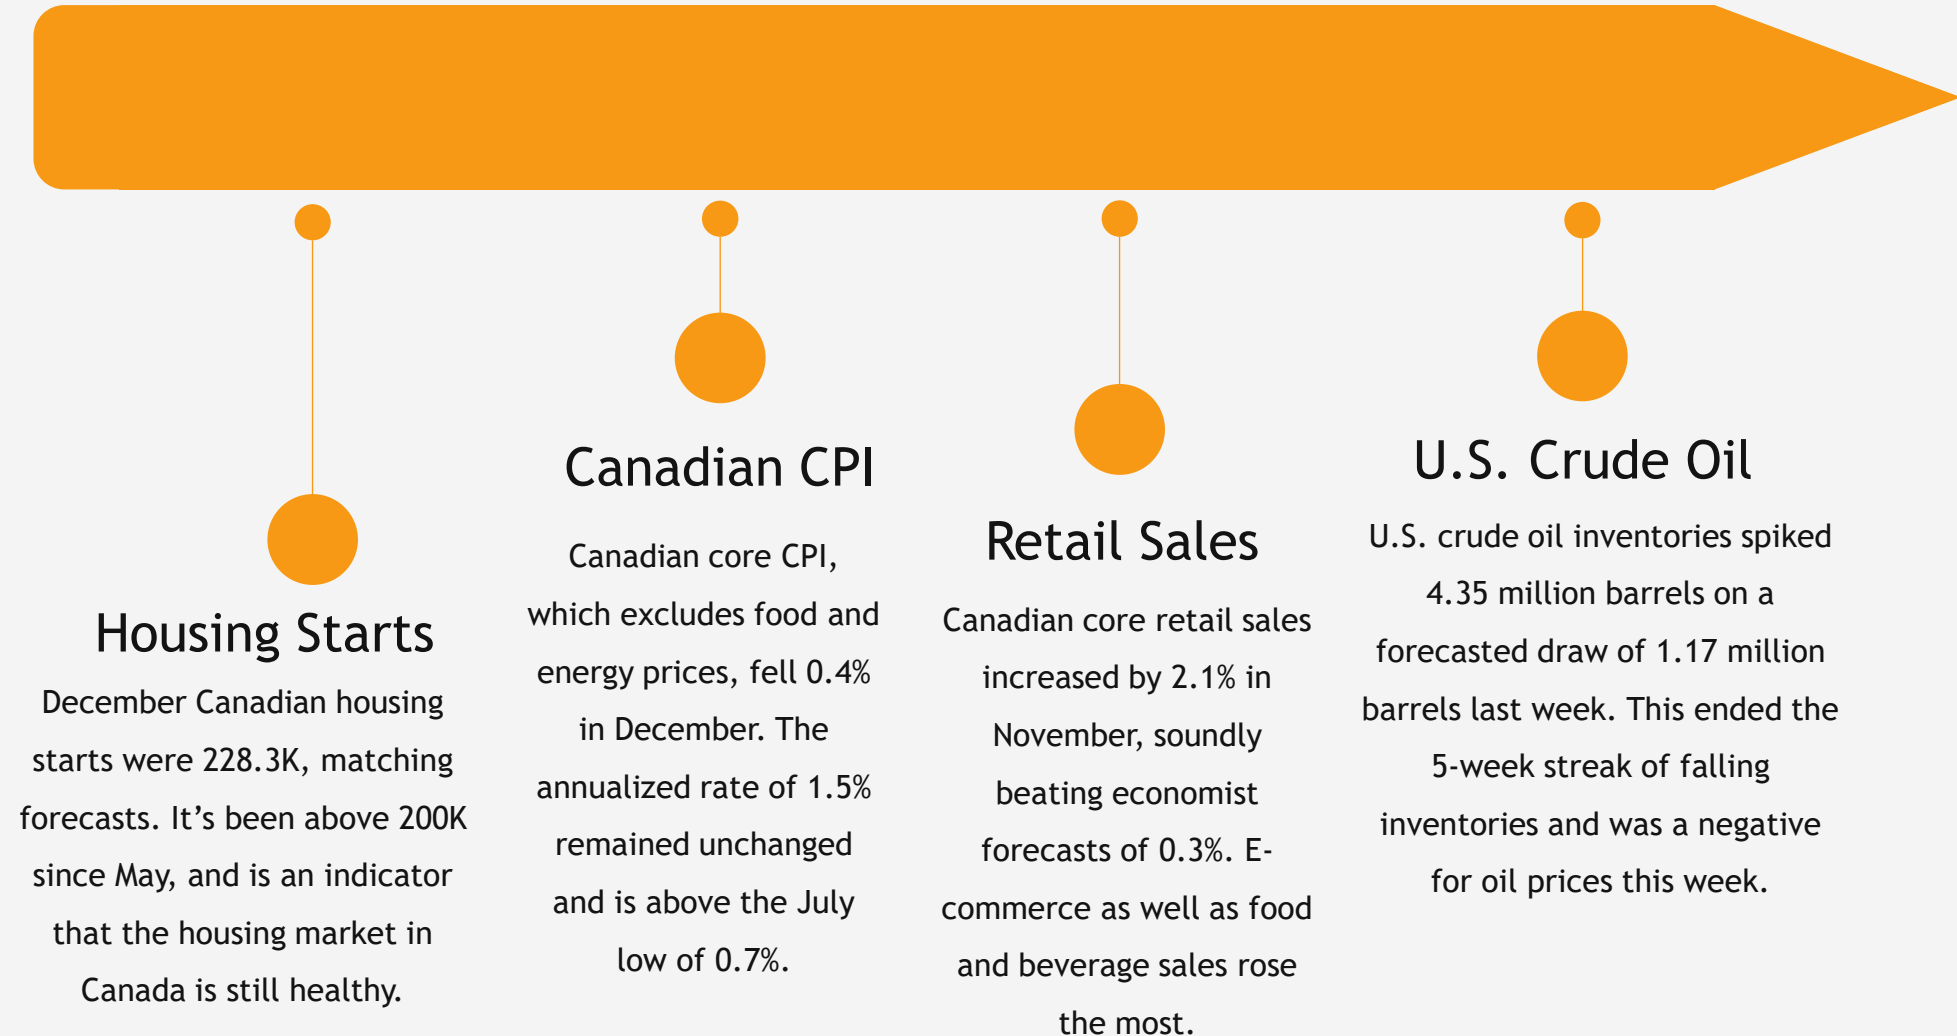 Housing Starts
December Canadian housing
starts were 228.3K, matching
forecasts. It’s been above 200K
since May, and is an indicator
that the housing market in
Canada is still healthy.
Canadian CPI
Canadian core CPI,
which excludes food and
energy prices, fell 0.4%
in December. The
annualized rate of 1.5%
remained unchanged
and is above the July
low of 0.7%.
Retail Sales
Canadian core retail sales
increased by 2.1% in
November, soundly
beating economist
forecasts of 0.3%. E-
commerce as well as food
and beverage sales rose
the most.
U.S. Crude Oil
U.S. crude oil inventories spiked
4.35 million barrels on a
forecasted draw of 1.17 million
barrels last week. This ended the
5-week streak of falling
inventories and was a negative
for oil prices this week.